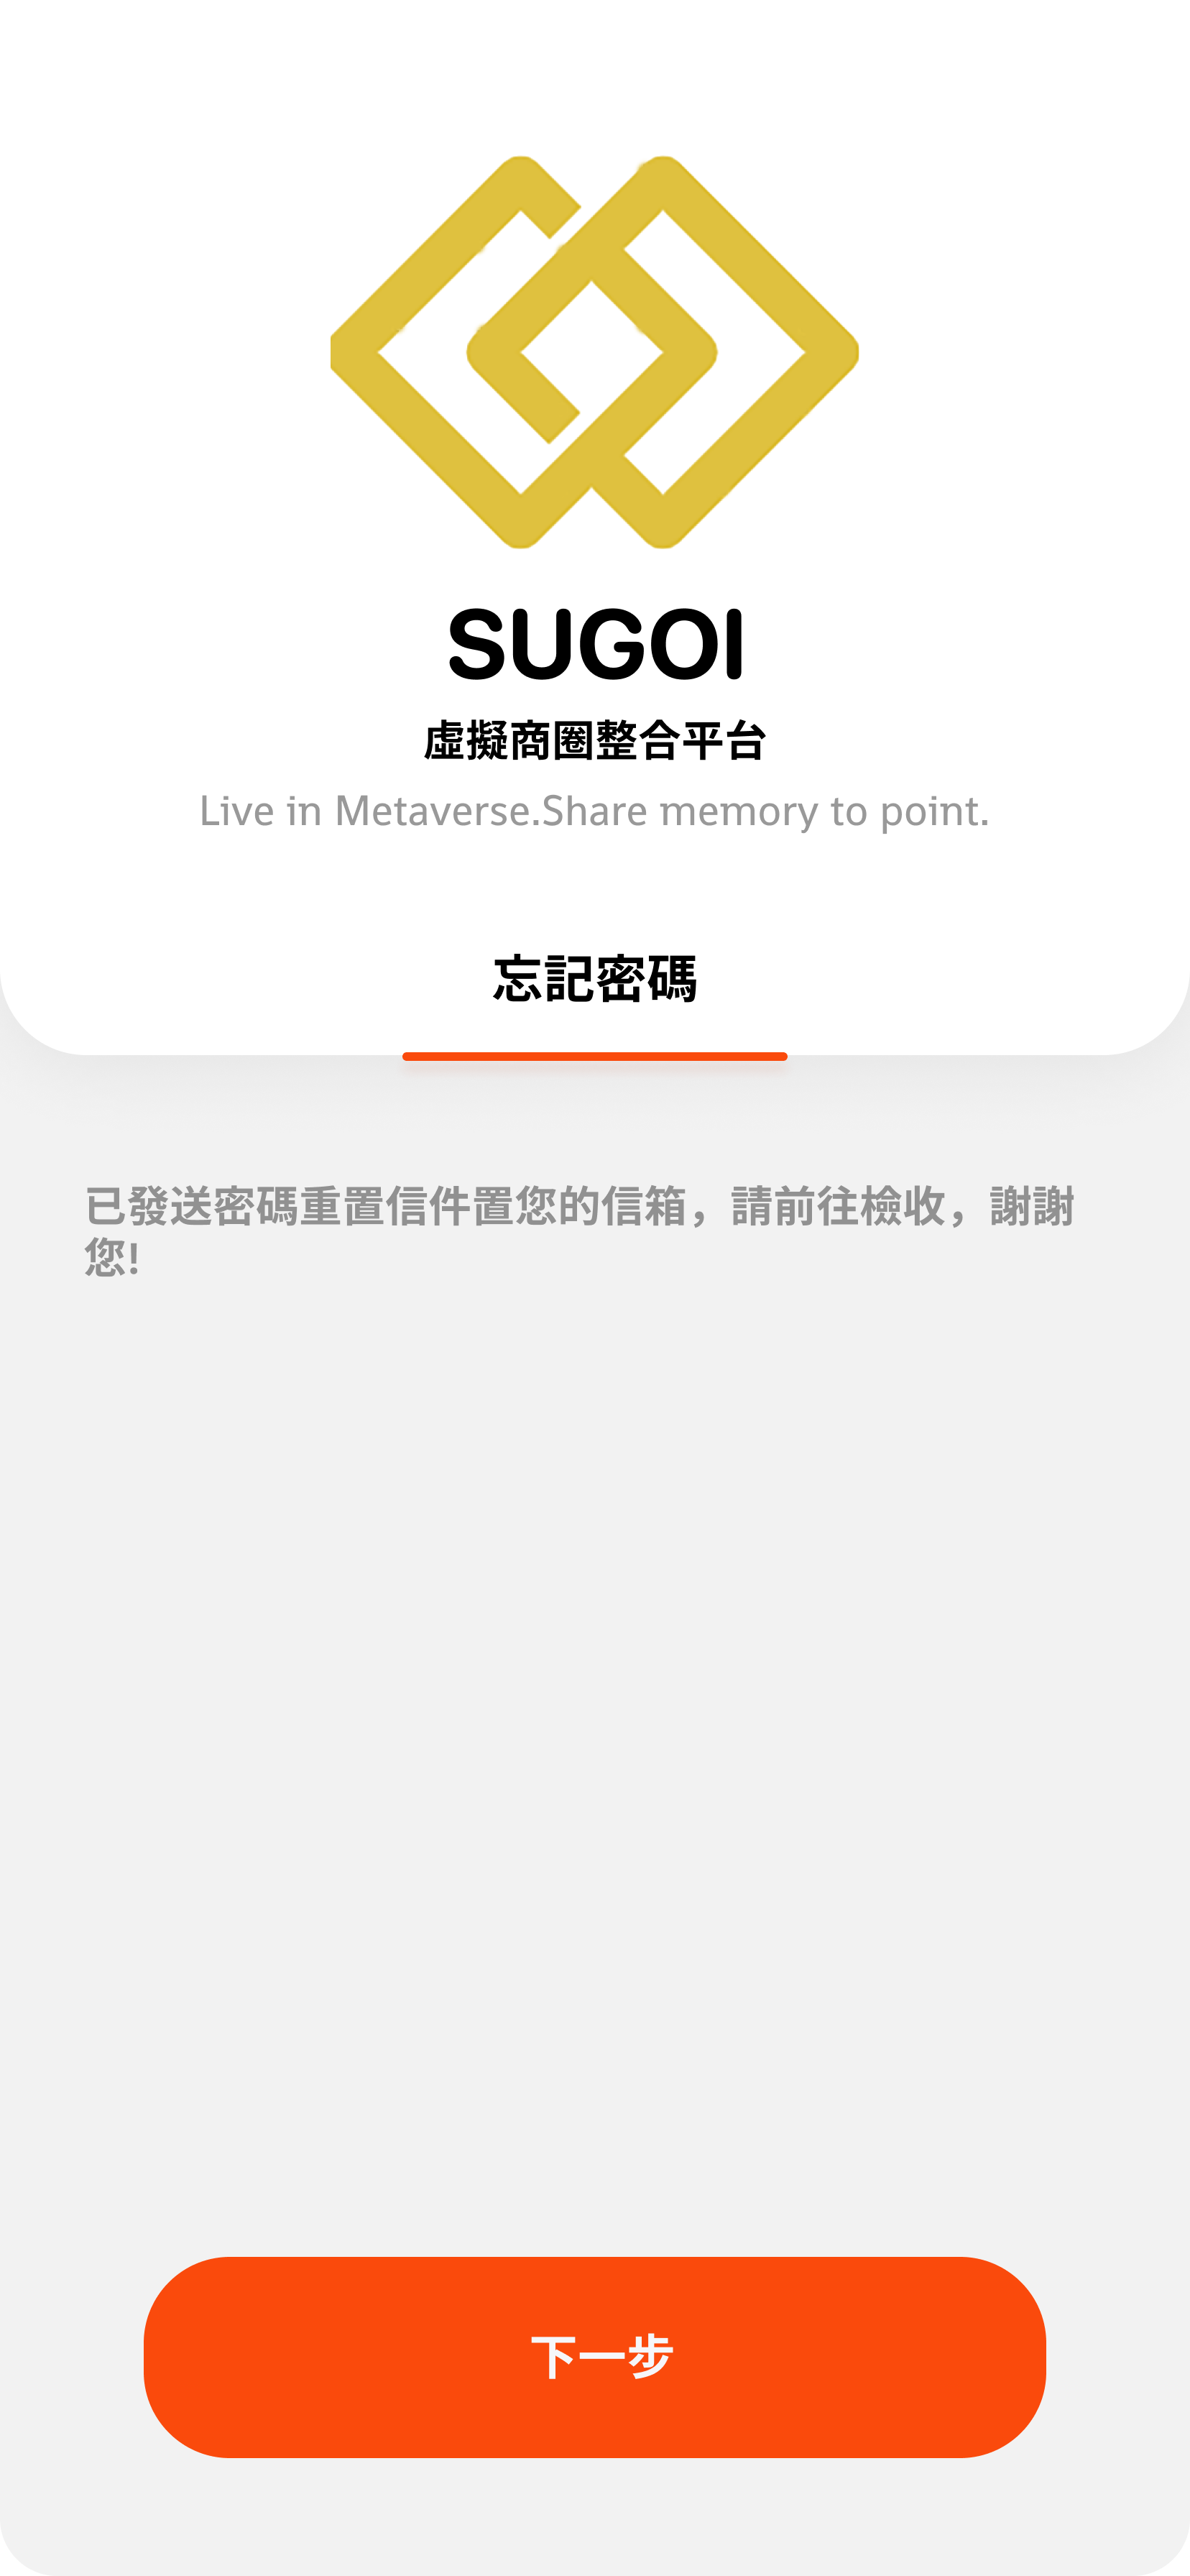 SUGOI
虛擬商圈整合平台
Live in Metaverse.Share memory to point.
忘記密碼
已發送密碼重置信件置您的信箱，請前往檢收，謝謝
您!
下一步